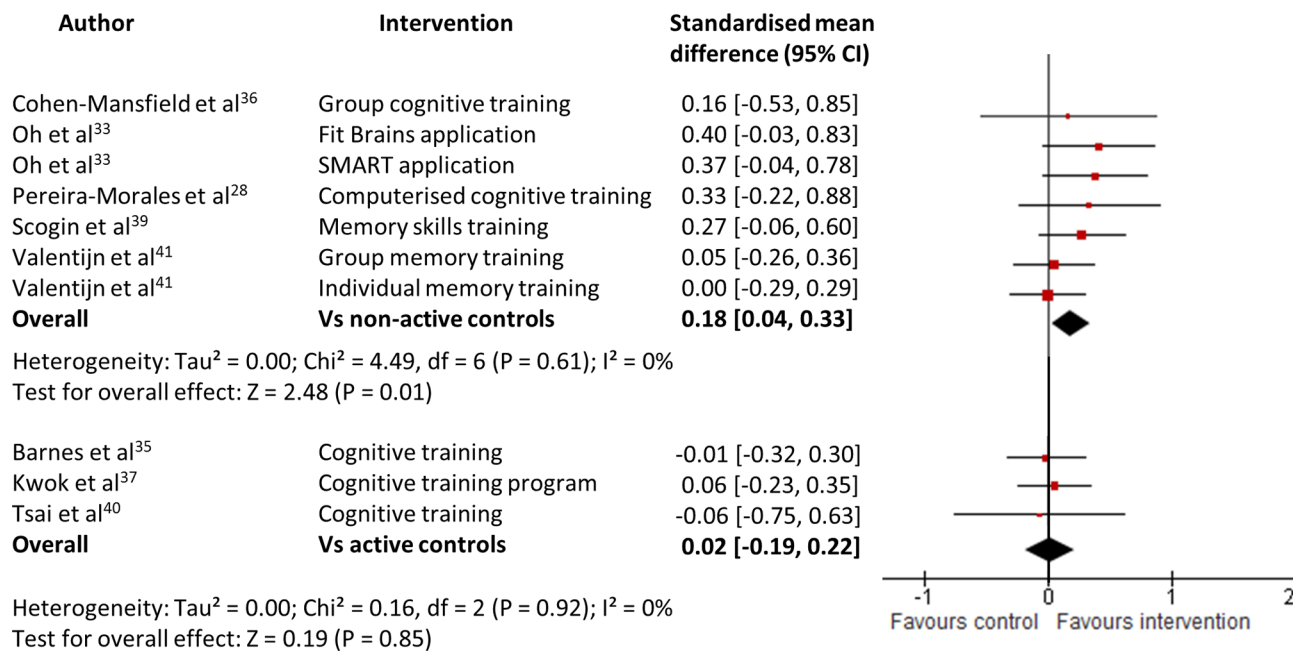 Author Intervention Standardised mean
difference (95% CI)
Cohen-Mansfield et al³⁶ Group cognitive training 0.16 [-0.53, 0.85]
Oh et al³³ Fit Brains application 0.40 [-0.03, 0.83]
Oh et al³³ SMART application 0.37 [-0.04, 0.78]
Pereira-Morales et al²⁸ Computerised cognitive training 0.33 [-0.22, 0.88]
Scogin et al³⁹ Memory skills training 0.27 [-0.06, 0.60]
Valentijn et al⁴¹ Group memory training 0.05 [-0.26, 0.36]
Valentijn et al⁴¹ Individual memory training 0.00 [-0.29, 0.29]
Overall Vs non-active controls 0.18 [0.04, 0.33]
Heterogeneity: Tau² = 0.00; Chi² = 4.49, df = 6 (P = 0.61); I² = 0%
Test for overall effect: Z = 2.48 (P = 0.01)
Barnes et al³⁵ Cognitive training -0.01 [-0.32, 0.30]
Kwok et al³⁷ Cognitive training program 0.06 [-0.23, 0.35]
Tsai et al⁴⁰ Cognitive training -0.06 [-0.75, 0.63]
Overall Vs active controls 0.02 [-0.19, 0.22]
Heterogeneity: Tau² = 0.00; Chi² = 0.16, df = 2 (P = 0.92); I² = 0%
Test for overall effect: Z = 0.19 (P = 0.85)
-1 0 1 2
Favours control Favours intervention